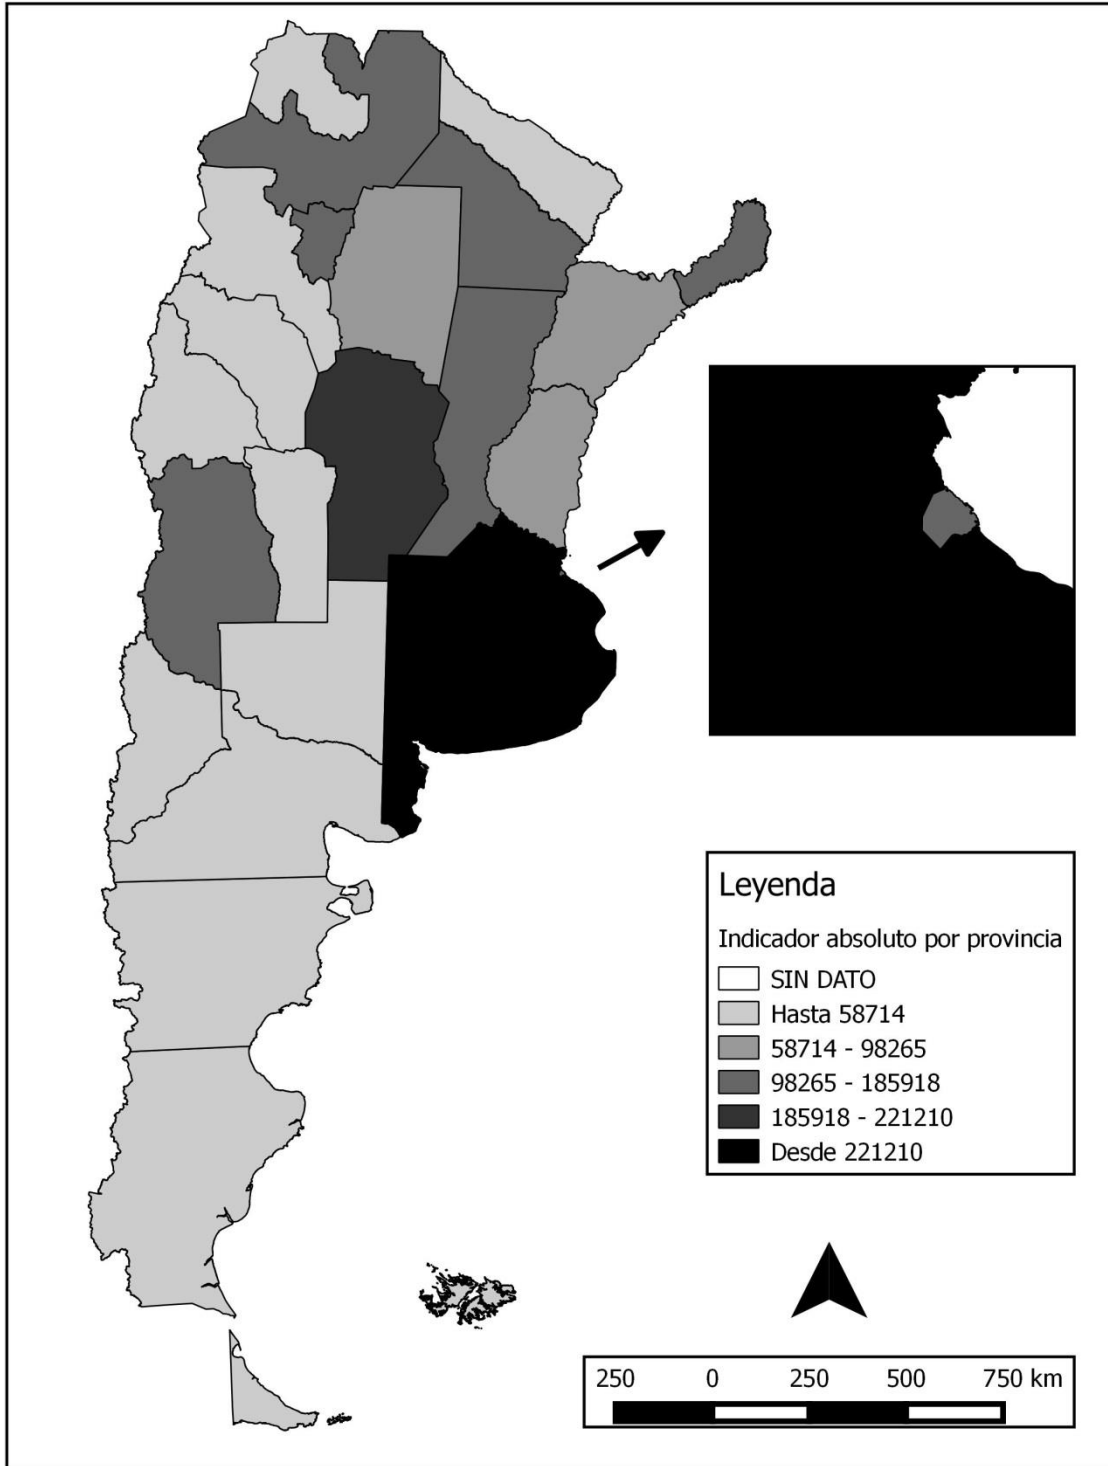 Leyenda
Indicador absoluto por provincia
SIN DATO
Hasta 58714
58714 - 98265
98265 - 185918
185918 - 221210
Desde 221210
250 0 250 500 750 km